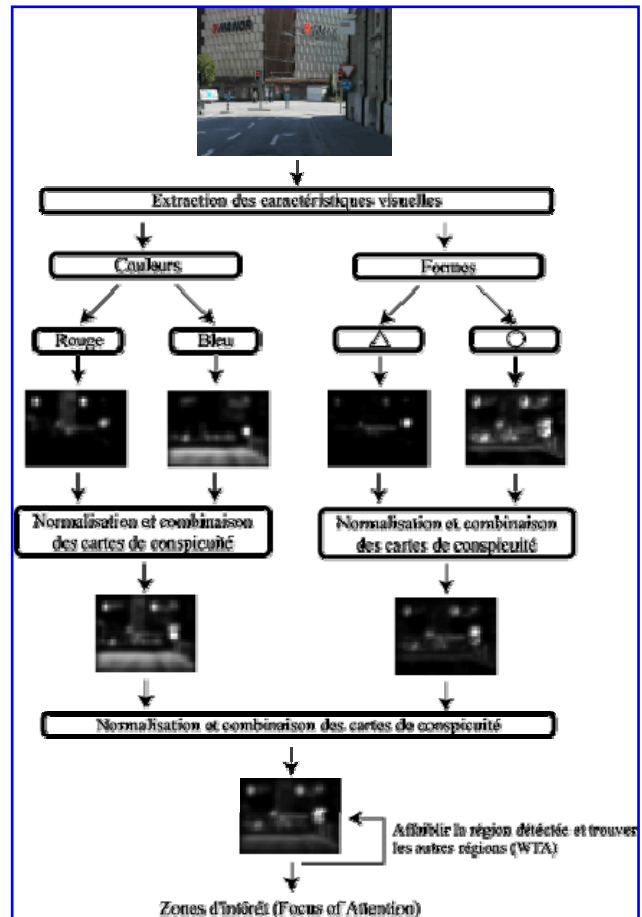 MANOR
Extraction des caractéristiques visuelles
Couleurs
Formes
Rouge
Bleu
Normalisation et combinaison
des cartes de conspicuité
Normalisation et combinaison
des cartes de conspicuité
Normalisation et combinaison des cartes de conspicuité
Affaiblir la région détectée et trouver
les autres régions (WTA)
Zones d'intérêt (Focus of Attention)